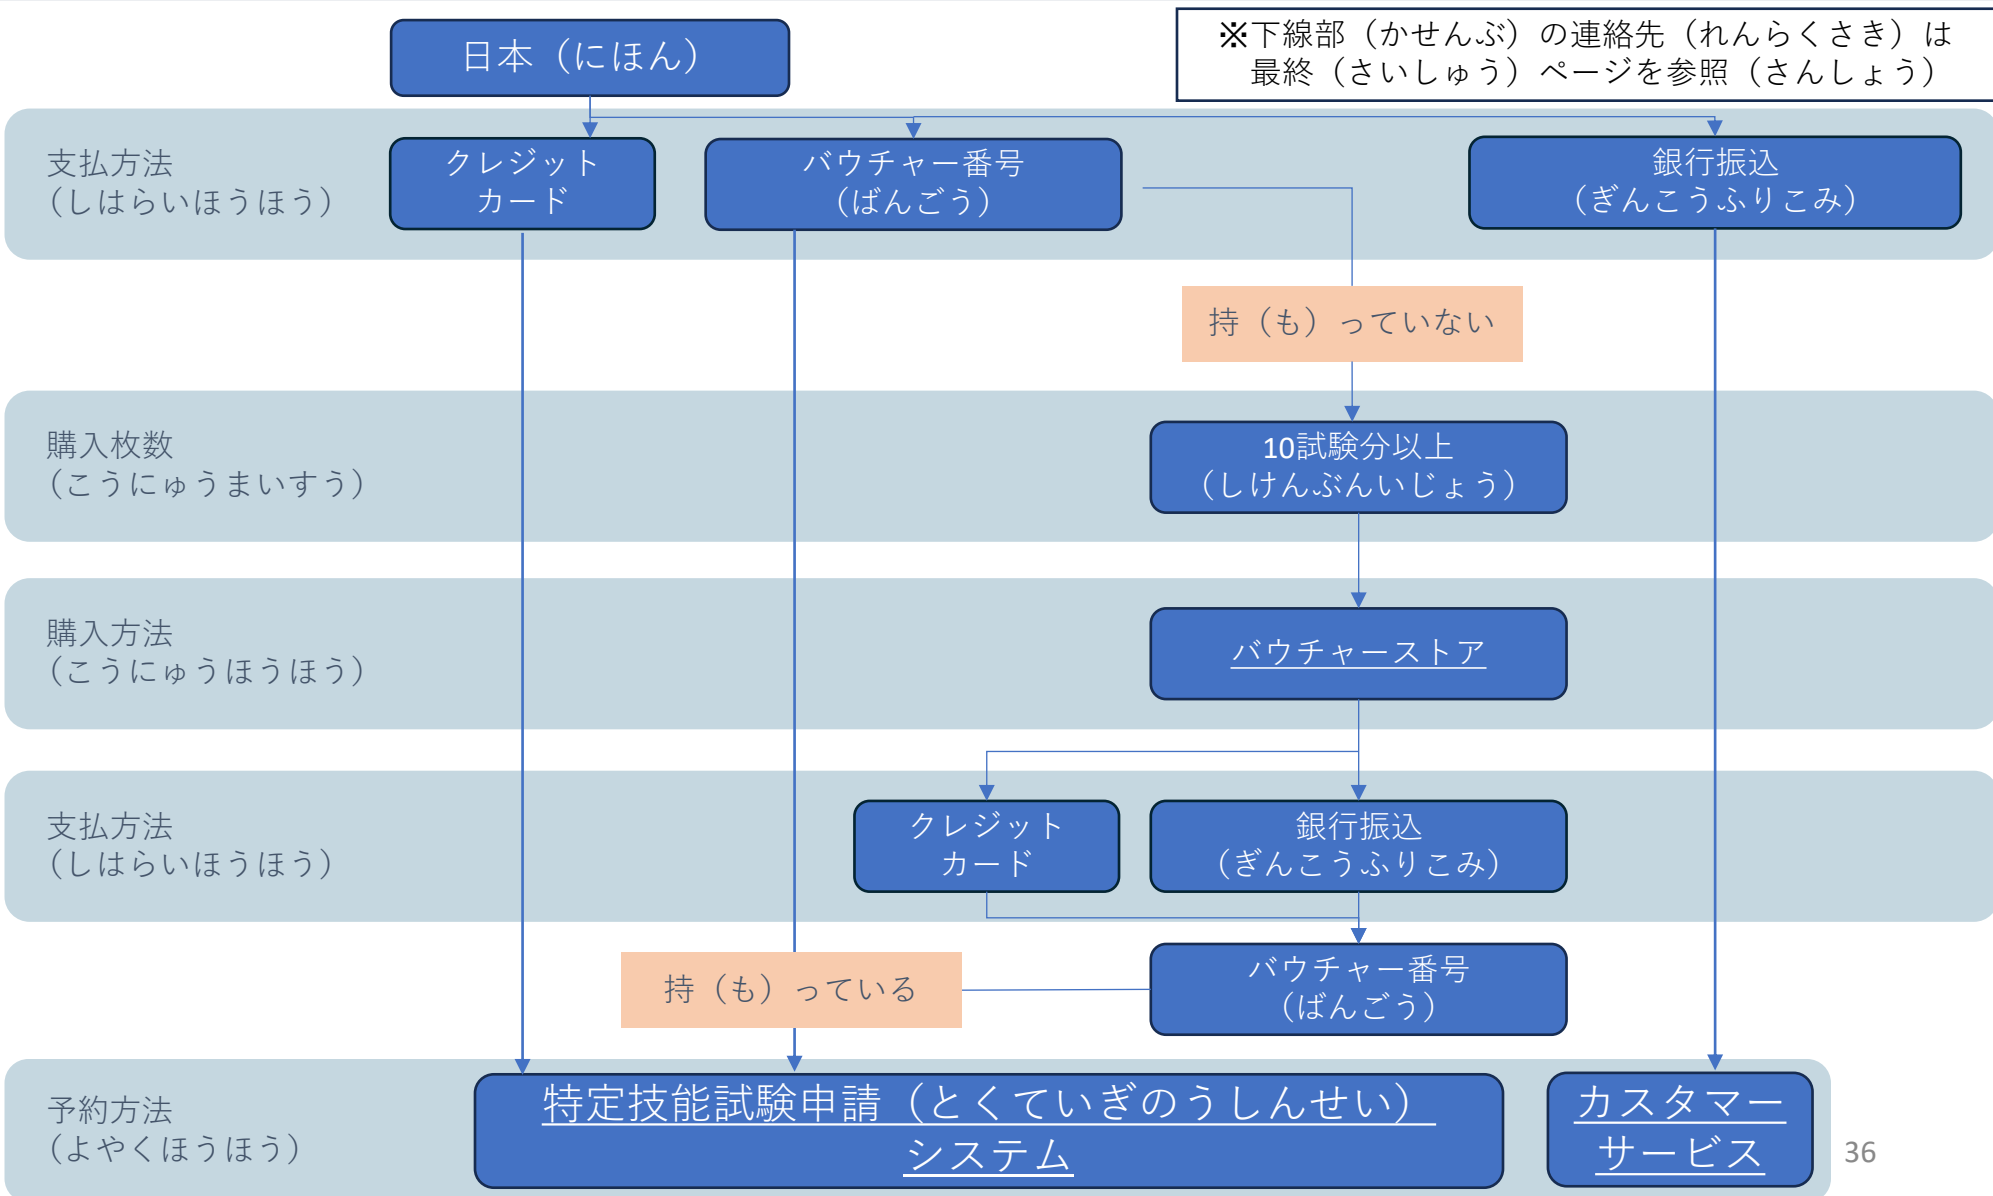 日本（にほん）
※下線部（かせんぶ）の連絡先（れんらくさき）は
最終（さいしゅう）ページを参照（さんしょう）
支払方法
（しはらいほうほう）
クレジット
カード
バウチャー番号
（ばんごう）
銀行振込
（ぎんこうふりこみ）
持（も）っていない
購入枚数
（こうにゅうまいすう）
10試験分以上
（しけんぶんいじょう）
購入方法
（こうにゅうほうほう）
バウチャーストア
支払方法
（しはらいほうほう）
クレジット
カード
銀行振込
（ぎんこうふりこみ）
持（も）っている
バウチャー番号
（ばんごう）
予約方法
（よやくほうほう）
特定技能試験申請（とくていぎのうしんせい）
システム
カスタマー
サービス
36